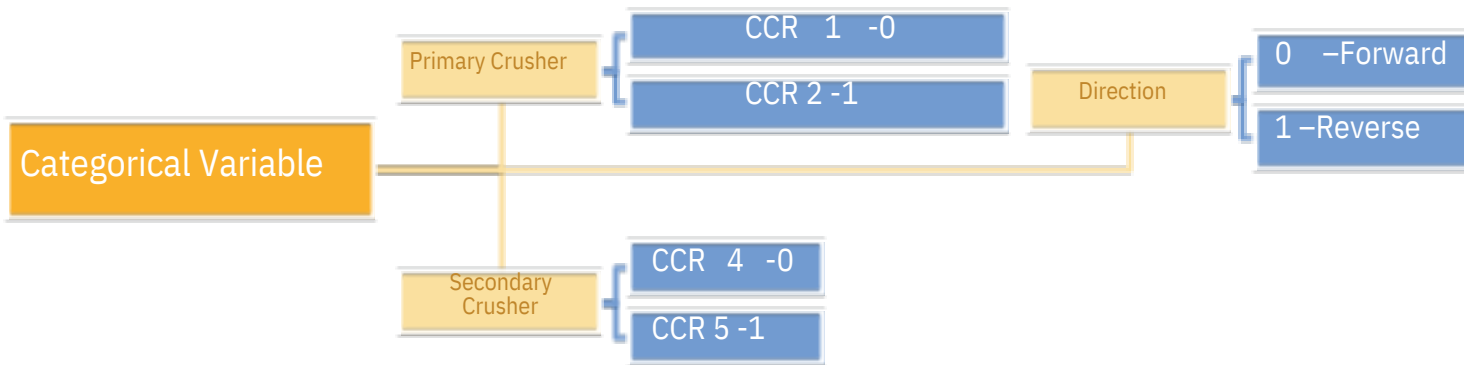 Categorical Variable
Primary Crusher
CCR 1 -0
CCR 2 -1
Secondary
Crusher
CCR 4 -0
CCR 5 -1
Direction
0 –Forward
1 –Reverse